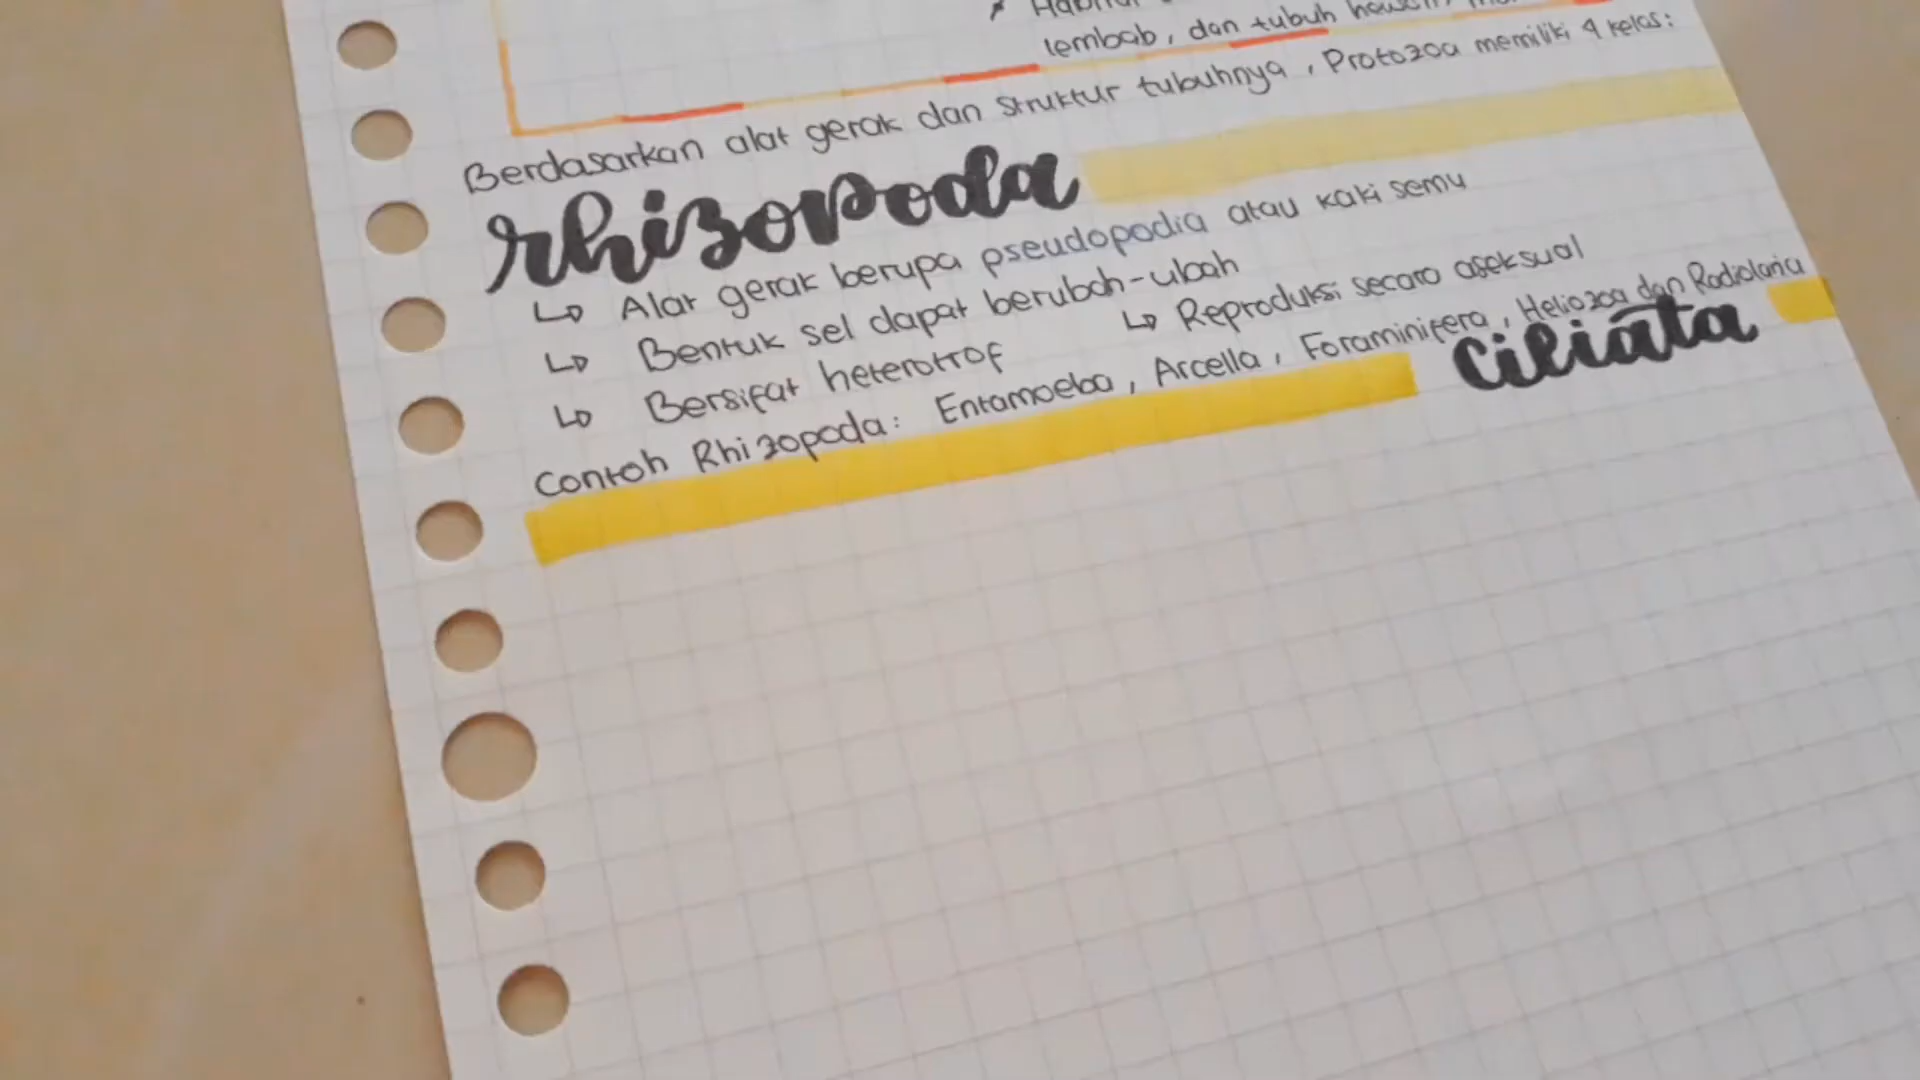 lembab, dan tubuh
Berdasarkan alat gerak dan struktur tubuhnya, Protozoa memiliki 4 kelas:
rhizopoda
↳ Alat gerak berupa pseudopodia atau kaki semu
↳ Bentuk sel dapat berubah-ubah
↳ Bersifat heterotrof
↳ Reproduksi secara aseksual
Contoh Rhizopoda: Entamoeba, Arcella, Foraminifera, Heliozoa dan Radiolaria
ciliata